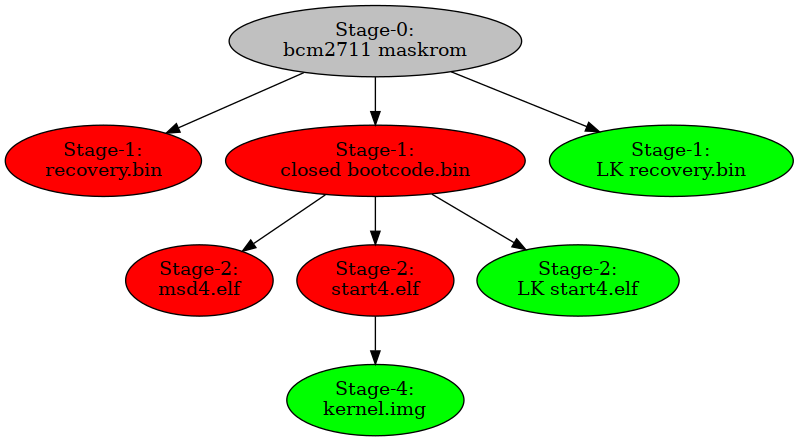 Stage-0:
bcm2711 maskrom
Stage-1:
recovery.bin
Stage-1:
closed bootcode.bin
Stage-1:
LK recovery.bin
Stage-2:
msd4.elf
Stage-2:
start4.elf
Stage-2:
LK start4.elf
Stage-4:
kernel.img